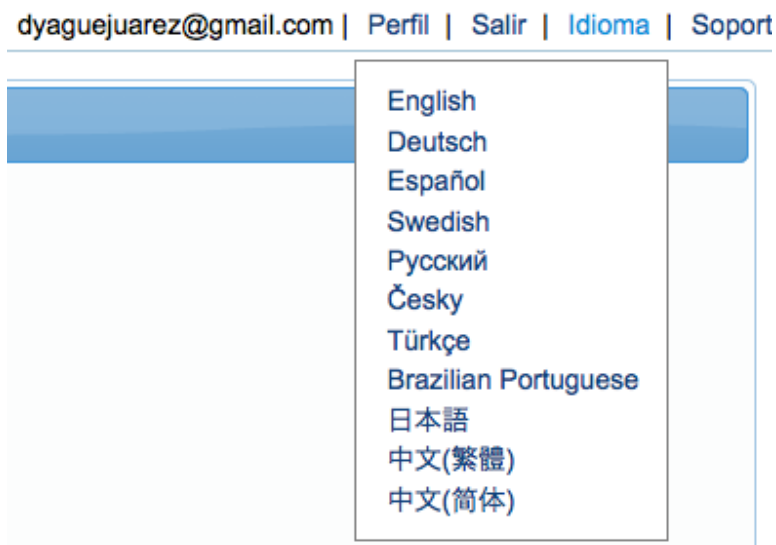 dyaguejuarez@gmail.com | Perfil | Salir | Idioma | Soport
English
Deutsch
Español
Swedish
Русский
Česky
Türkçe
Brazilian Portuguese
日本語
中文(繁體)
中文(简体)